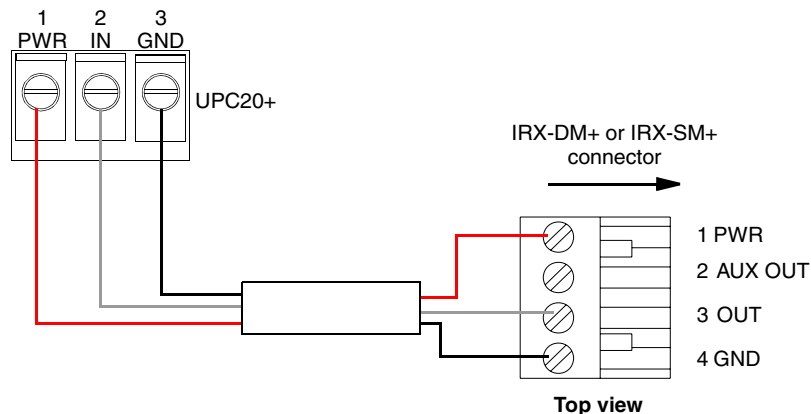 1 2 3
PWR IN GND
UPC20+
IRX-DM+ or IRX-SM+
connector
1 PWR
2 AUX OUT
3 OUT
4 GND
Top view